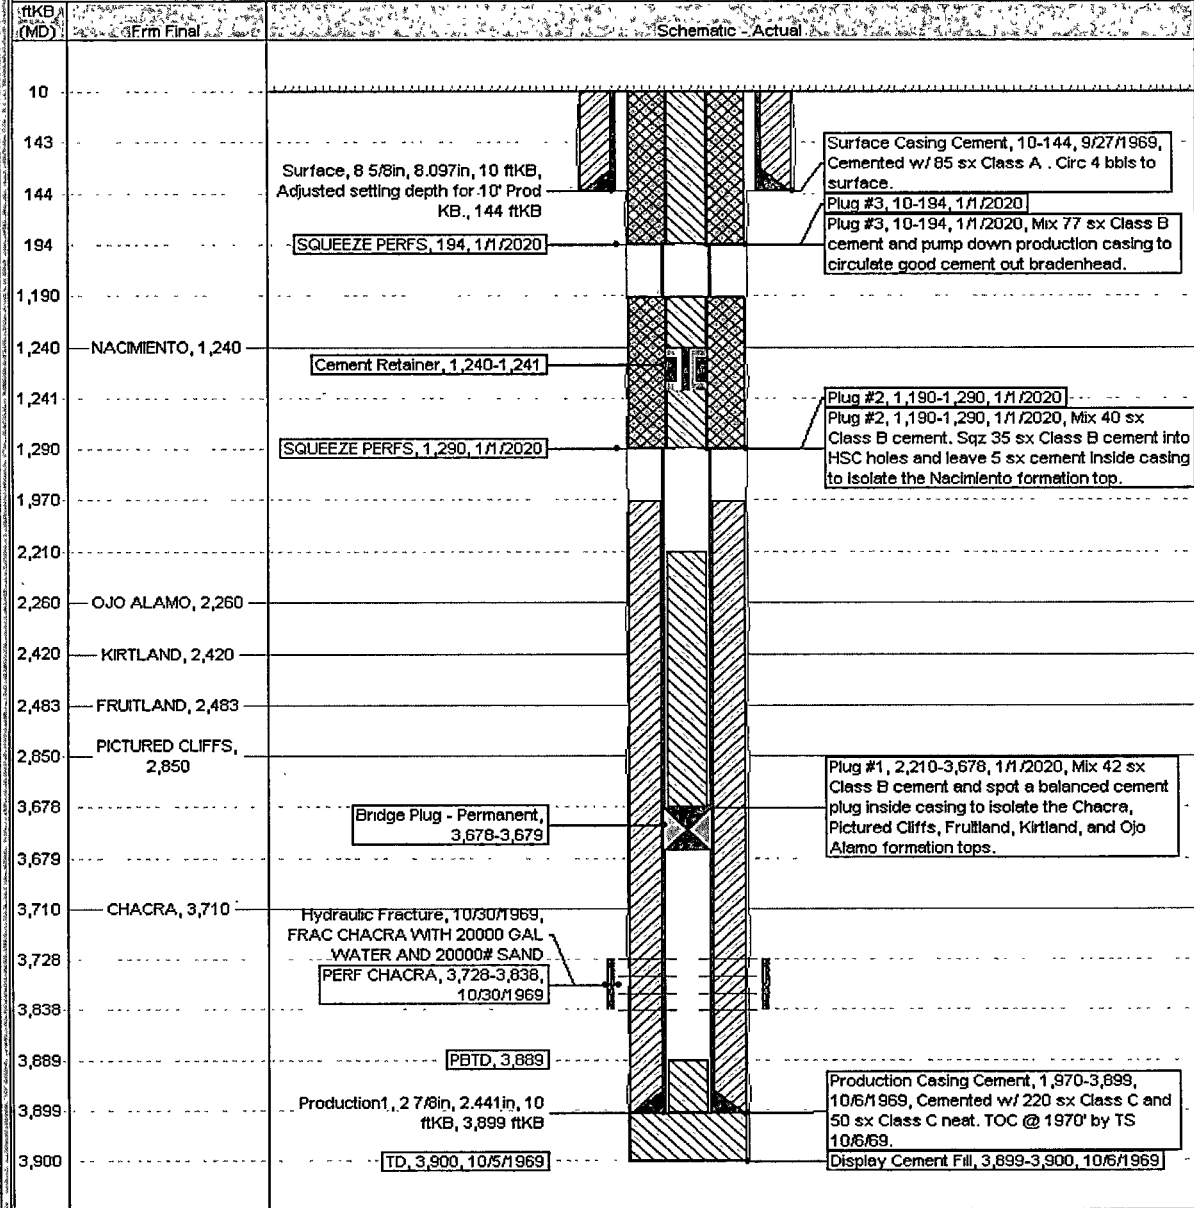 ftKB (MD)
Frm Final
Schematic - Actual
10
143
144
194
1,190
1,240
1,241
1,290
1,970
2,210
2,260
2,420
2,483
2,850
3,678
3,679
3,710
3,728
3,838
3,889
3,899
3,900
NACIMIENTO, 1,240
OJO ALAMO, 2,260
KIRTLAND, 2,420
FRUITLAND, 2,483
PICTURED CLIFFS,
2,850
CHACRA, 3,710
Surface, 8 5/8in, 8.097in, 10 ftKB,
Adjusted setting depth for 10' Prod
KB., 144 ftKB
SQUEEZE PERFS, 194, 1/1/2020
Cement Retainer, 1,240-1,241
SQUEEZE PERFS, 1,290, 1/1/2020
Bridge Plug - Permanent,
3,678-3,679
Hydraulic Fracture, 10/30/1969,
FRAC CHACRA WITH 20000 GAL
WATER AND 20000# SAND
PERF CHACRA, 3,728-3,838,
10/30/1969
PBTD, 3,889
Production1, 2 7/8in, 2.441in, 10
ftKB, 3,899 ftKB
TD, 3,900, 10/5/1969
Surface Casing Cement, 10-144, 9/27/1969,
Cemented w/ 85 sx Class A . Circ 4 bbls to
surface.
Plug #3, 10-194, 1/1/2020
Plug #3, 10-194, 1/1/2020, Mix 77 sx Class B
cement and pump down production casing to
circulate good cement out bradenhead.
Plug #2, 1,190-1,290, 1/1/2020
Plug #2, 1,190-1,290, 1/1/2020, Mix 40 sx
Class B cement. Sqz 35 sx Class B cement into
HSC holes and leave 5 sx cement inside casing
to isolate the Nacimiento formation top.
Plug #1, 2,210-3,678, 1/1/2020, Mix 42 sx
Class B cement and spot a balanced cement
plug inside casing to isolate the Chacra,
Pictured Cliffs, Fruitland, Kirtland, and Ojo
Alamo formation tops.
Production Casing Cement, 1,970-3,899,
10/6/1969, Cemented w/ 220 sx Class C and
50 sx Class C neat. TOC @ 1970' by TS
10/6/69.
Display Cement Fill, 3,899-3,900, 10/6/1969